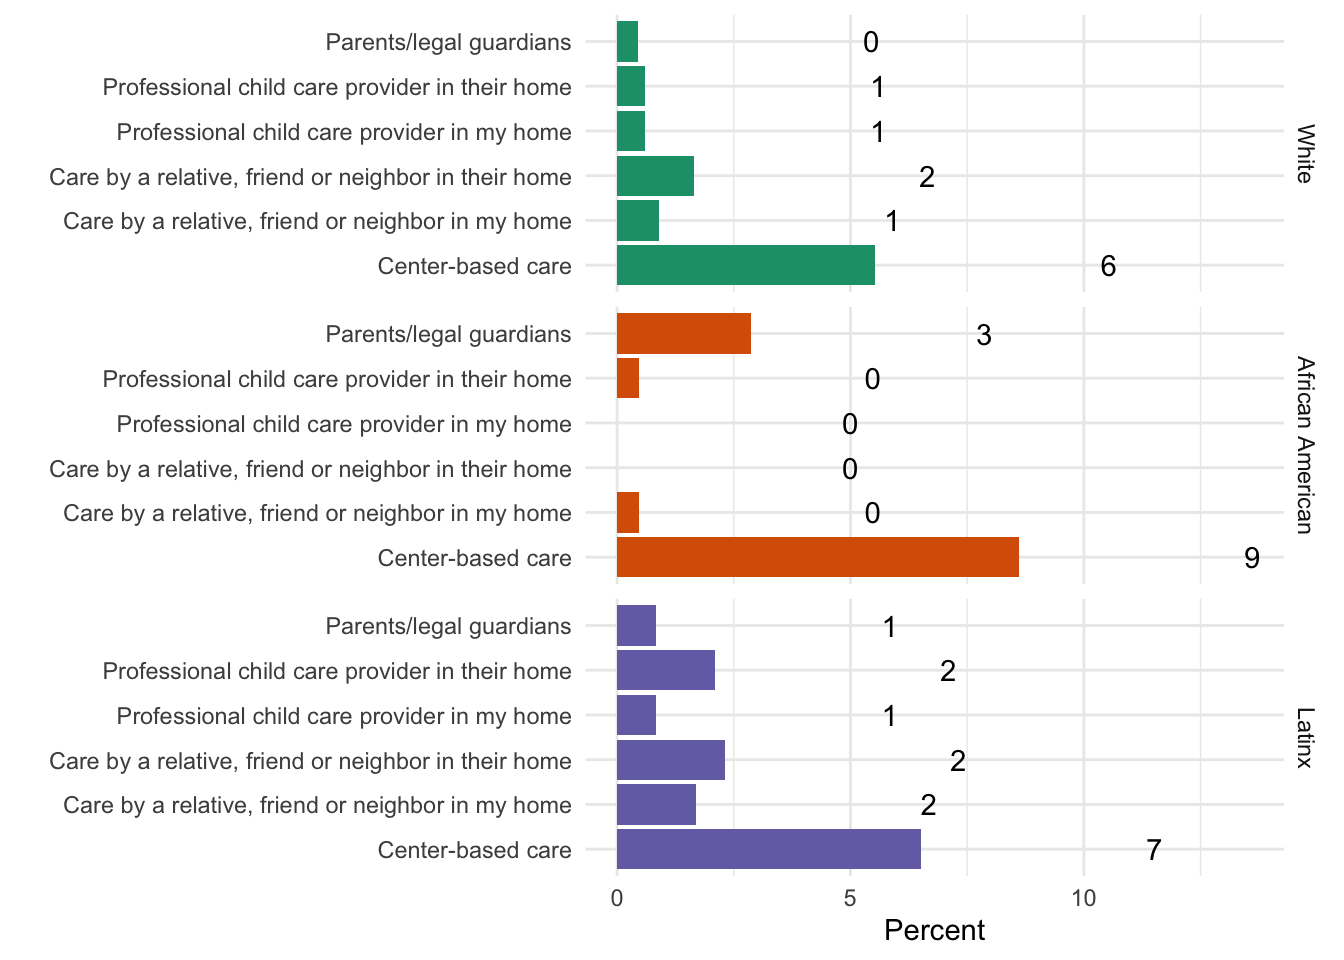 Parents/legal guardians 0
Professional child care provider in their home 1
Professional child care provider in my home 1
Care by a relative, friend or neighbor in their home 2
Care by a relative, friend or neighbor in my home 1
Center-based care 6
White
Parents/legal guardians 3
Professional child care provider in their home 0
Professional child care provider in my home 0
Care by a relative, friend or neighbor in their home 0
Care by a relative, friend or neighbor in my home 0
Center-based care 9
African American
Parents/legal guardians 1
Professional child care provider in their home 2
Professional child care provider in my home 1
Care by a relative, friend or neighbor in their home 2
Care by a relative, friend or neighbor in my home 2
Center-based care 7
Latinx
0 5 10
Percent